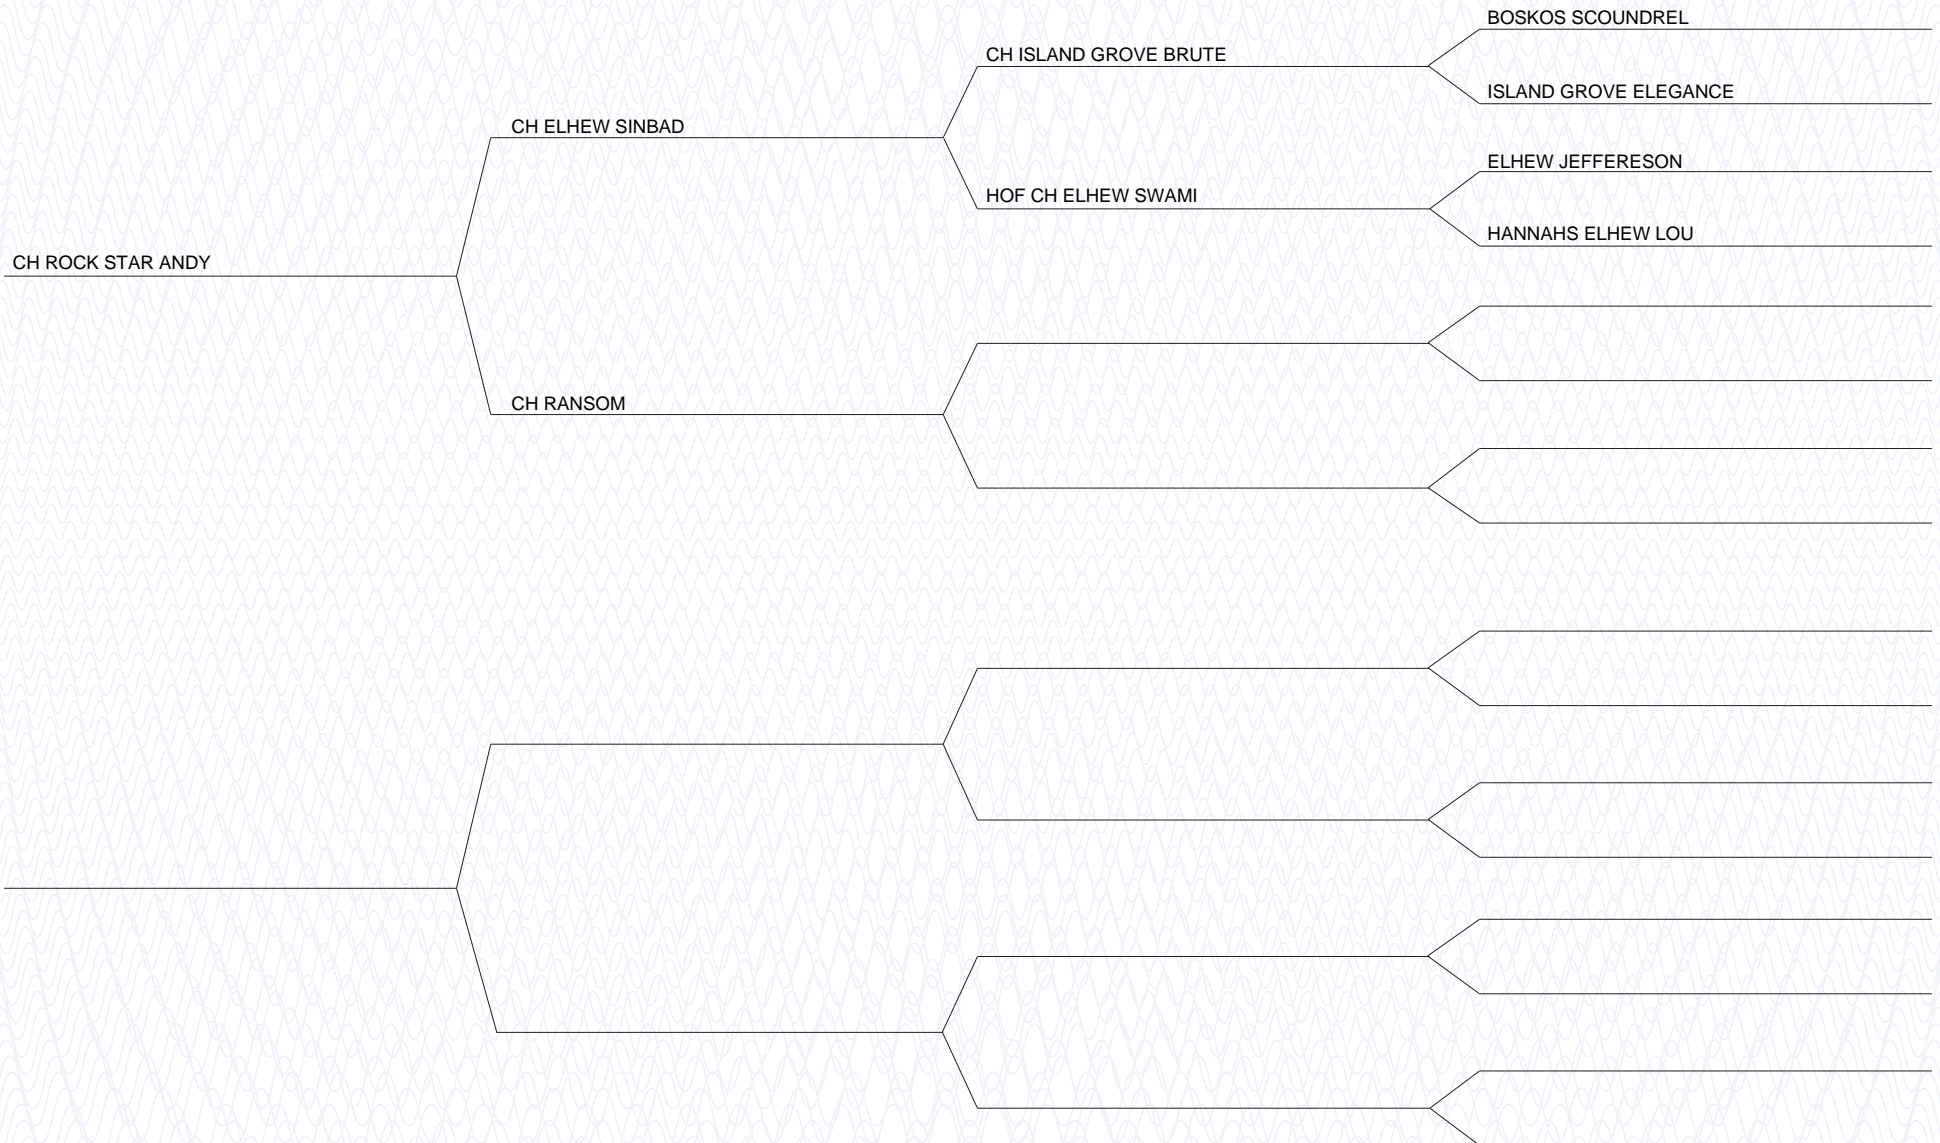 BOSKOS SCOUNDREL
CH ISLAND GROVE BRUTE
ISLAND GROVE ELEGANCE
CH ELHEW SINBAD
ELHEW JEFFERESON
HOF CH ELHEW SWAMI
HANNAHS ELHEW LOU
CH ROCK STAR ANDY
CH RANSOM